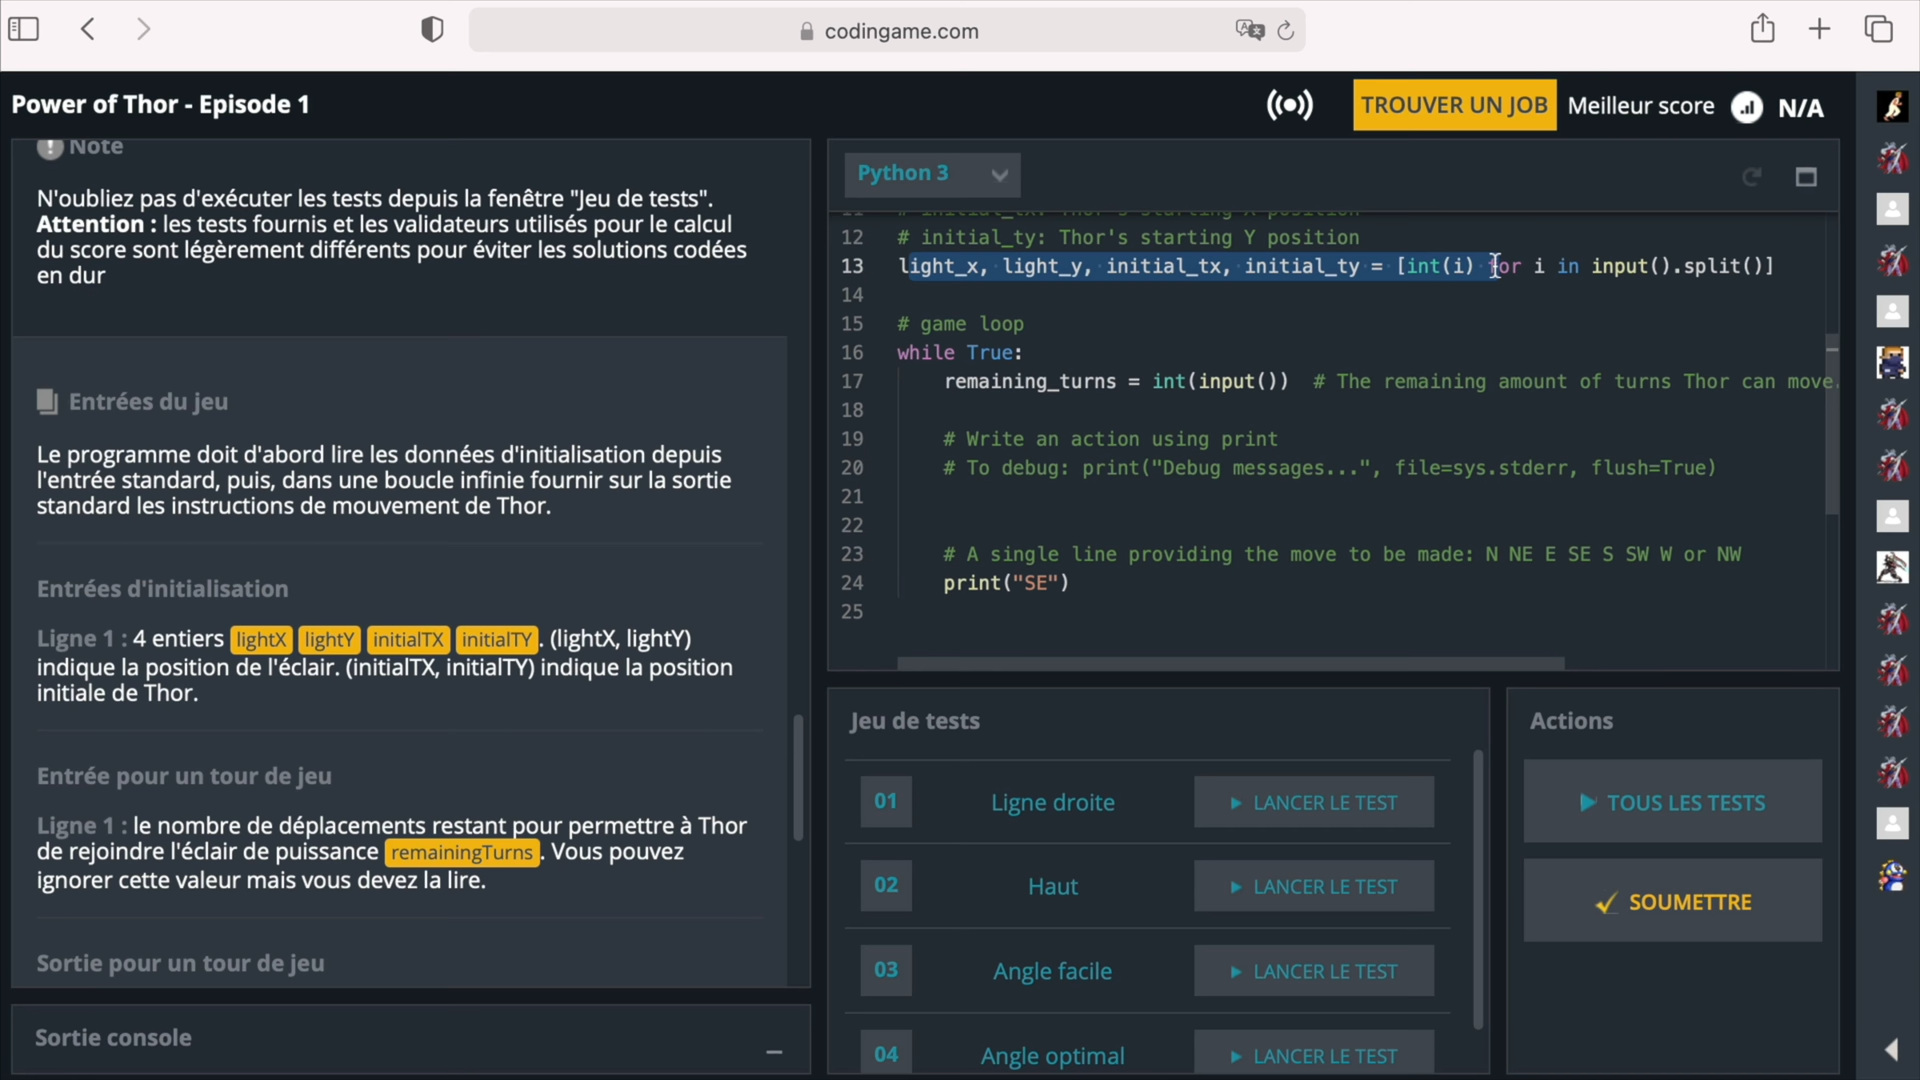 codingame.com
Power of Thor - Episode 1
TROUVER UN JOB
Meilleur score
N/A
Note
N'oubliez pas d'exécuter les tests depuis la fenêtre "Jeu de tests".
Attention : les tests fournis et les validateurs utilisés pour le calcul
du score sont légèrement différents pour éviter les solutions codées
en dur
Entrées du jeu
Le programme doit d'abord lire les données d'initialisation depuis
l'entrée standard, puis, dans une boucle infinie fournir sur la sortie
standard les instructions de mouvement de Thor.
Entrées d'initialisation
Ligne 1 : 4 entiers lightX lightY initialTX initialTY. (lightX, lightY)
indique la position de l'éclair. (initialTX, initialTY) indique la position
initiale de Thor.
Entrée pour un tour de jeu
Ligne 1 : le nombre de déplacements restant pour permettre à Thor
de rejoindre l'éclair de puissance remainingTurns. Vous pouvez
ignorer cette valeur mais vous devez la lire.
Sortie pour un tour de jeu
Sortie console
Python 3
11 # initial_tx: Thor's starting X position
12 # initial_ty: Thor's starting Y position
13 light_x, light_y, initial_tx, initial_ty = [int(i) for i in input().split()]
14
15 # game loop
16 while True:
17 remaining_turns = int(input()) # The remaining amount of turns Thor can move.
18
19 # Write an action using print
20 # To debug: print("Debug messages...", file=sys.stderr, flush=True)
21
22
23 # A single line providing the move to be made: N NE E SE S SW W or NW
24 print("SE")
25
Jeu de tests
01 Ligne droite LANCER LE TEST
02 Haut LANCER LE TEST
03 Angle facile LANCER LE TEST
04 Angle optimal LANCER LE TEST
Actions
TOUS LES TESTS
SOUMETTRE